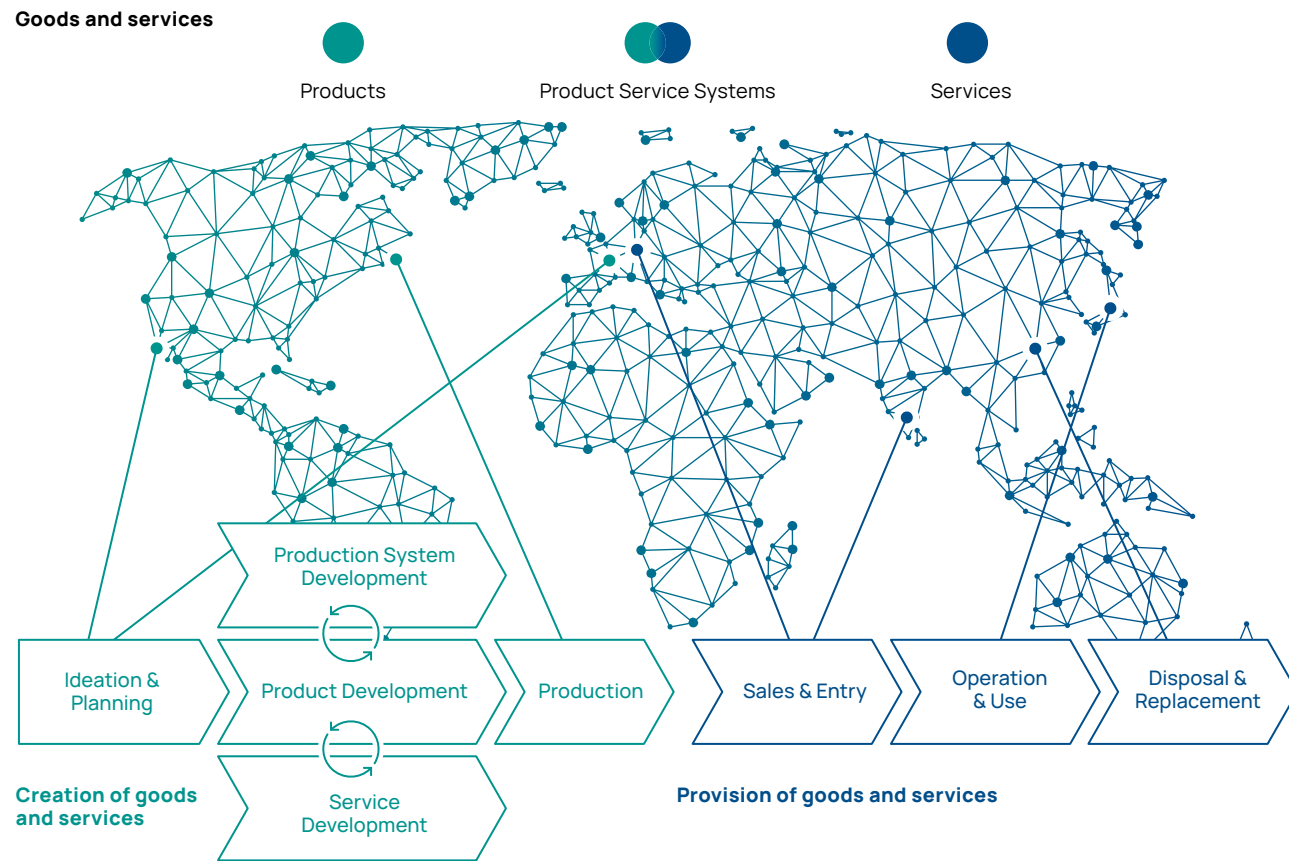 Goods and services
Products
Product Service Systems
Services
Production System
Development
Ideation &
Planning
Product Development
Production
Sales & Entry
Operation
& Use
Disposal &
Replacement
Service
Development
Creation of goods
and services
Provision of goods and services